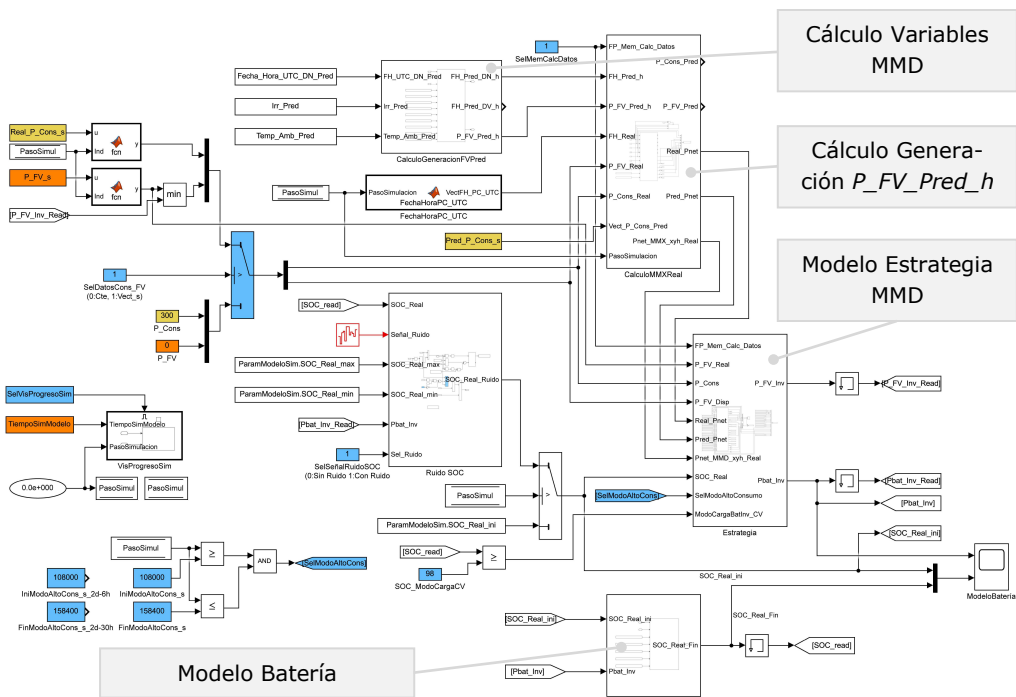 Cálculo Variables
MMD
Cálculo Genera-
ción P_FV_Pred_h
Modelo Estrategia
MMD
Modelo Batería
1
SelMemCalcDatos
Fecha_Hora_UTC_DN_Pred
Irr_Pred
Temp_Amb_Pred
FH_UTC_DN_Pred
FH_Pred_DN_h
Irr_Pred
FH_Pred_DV_h
Temp_Amb_Pred
P_FV_Pred_h
CalculoGeneracionFVPred
FP_Mem_Calc_Datos
P_Cons_Pred
FH_Pred_h
P_FV_Pred_h
P_FV_Pred
FH_Real
Real_Pnet
P_FV_Real
Pred_Pnet
P_Cons_Real
Vect_P_Cons_Pred
Pnet_MMX_xyh_Real
PasoSimulacion
CalculoMMXReal
Real_P_Cons_s
PasoSimul
P_FV_s
[P_FV_Inv_Read]
u
Ind
y
fcn
u
Ind
y
fcn
min
PasoSimul
PasoSimulacion
VectFH_PC_UTC
FechaHoraPC_UTC
FechaHoraPC_UTC
Pred_P_Cons_s
1
SelDatosCons_FV
(0:Cte, 1:Vect_s)
>
300
P_Cons
0
P_FV
[SOC_read]
ParamModeloSim.SOC_Real_max
ParamModeloSim.SOC_Real_min
[Pbat_Inv_Read]
1
SelSeñalRuidoSOC
(0:Sin Ruido 1:Con Ruido)
SOC_Real
Señal_Ruido
SOC_Real_max
SOC_Real_Ruido
SOC_Real_min
Pbat_Inv
Sel_Ruido
Ruido SOC
SelVisProgresoSim
TiempoSimModelo
TiempoSimModelo
PasoSimulacion
VisProgresoSim
0.0e+000
PasoSimul
PasoSimul
PasoSimul
>
ParamModeloSim.SOC_Real_ini
[SOC_read]
98
SOC_ModoCargaCV
≥
[SelModoAltoCons]
FP_Mem_Calc_Datos
P_FV_Real
P_Cons
P_FV_Inv
P_FV_Disp
Real_Pnet
Pred_Pnet
Pnet_MMD_xyh_Real
SOC_Real
Pbat_Inv
SelModoAltoConsumo
ModoCargaBatInv_CV
Estrategia
[P_FV_Inv_Read]
[Pbat_Inv_Read]
[Pbat_Inv]
[SOC_Real_ini]
SOC_Real_ini
ModeloBateria
PasoSimul
108000
IniModoAltoCons_s_2d-6h
108000
IniModoAltoCons_s
158400
FinModoAltoCons_s_2d-30h
158400
FinModoAltoCons_s
≥
≤
AND
[SelModoAltoCons]
[SOC_Real_ini]
[Pbat_Inv]
SOC_Real_ini
SOC_Real_Fin
Pbat_Inv
SOC_Real_Fin
[SOC_read]